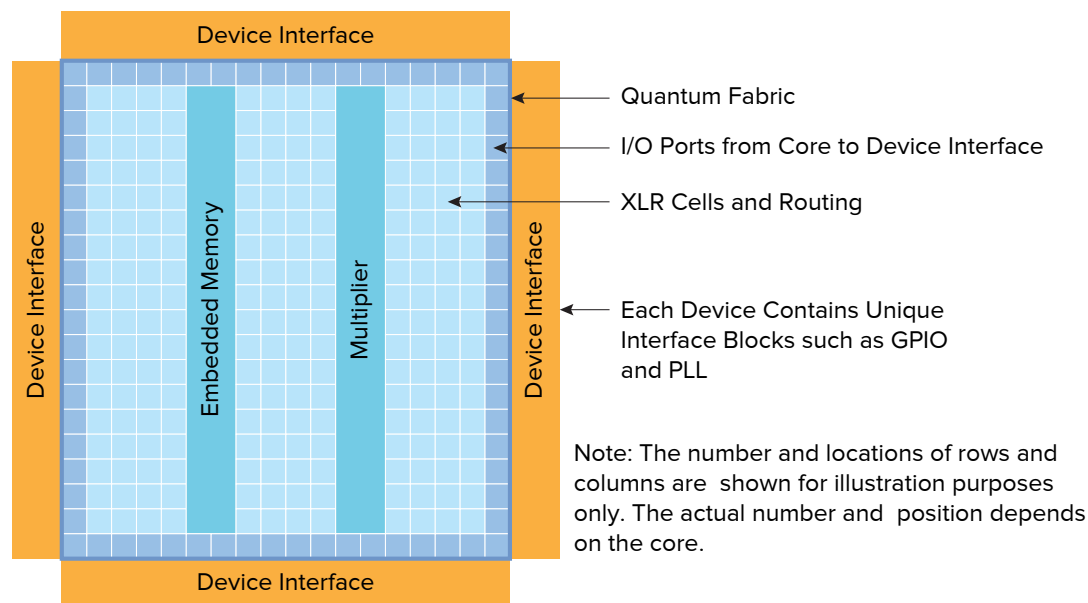 Device Interface
Quantum Fabric
I/O Ports from Core to Device Interface
XLR Cells and Routing
Device Interface
Embedded Memory
Multiplier
Device Interface
Each Device Contains Unique
Interface Blocks such as GPIO
and PLL
Note: The number and locations of rows and
columns are shown for illustration purposes
only. The actual number and position depends
on the core.
Device Interface